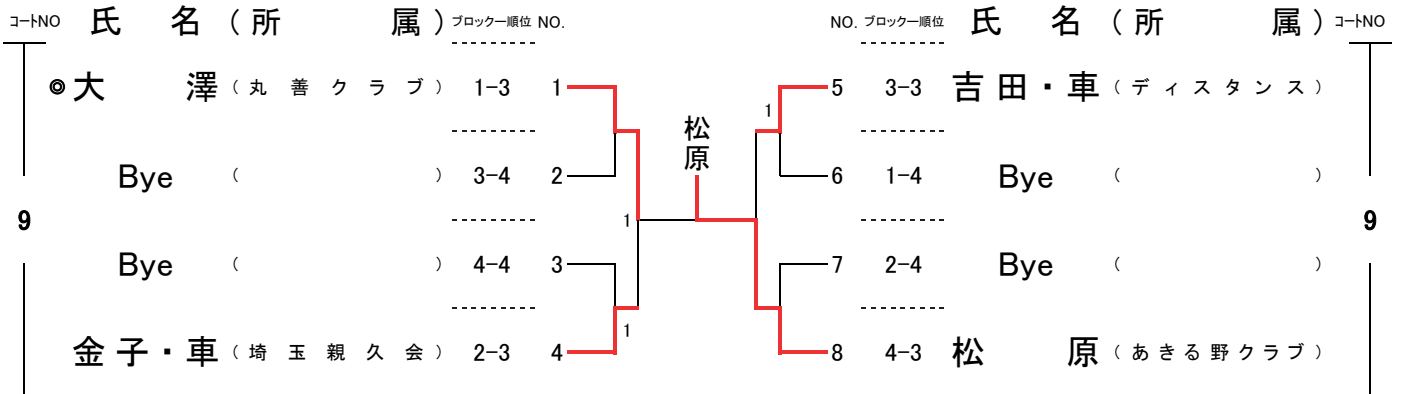 コートNO 氏 名 ( 所 属 ) ブロック一順位 NO. NO. ブロック一順位 氏 名 ( 所 属 ) コートNO
◎ 大 澤 ( 丸 善 ク ラ ブ ) 1-3 1 5 3-3 吉 田 ・ 車 ( デ ィ ス タ ン ス )
1
松原
Bye ( ) 3-4 2 6 1-4 Bye ( )
9 1 9
Bye ( ) 4-4 3 7 2-4 Bye ( )
1
金 子 ・ 車 ( 埼 玉 親 久 会 ) 2-3 4 8 4-3 松 原 ( あ き る 野 ク ラ ブ )